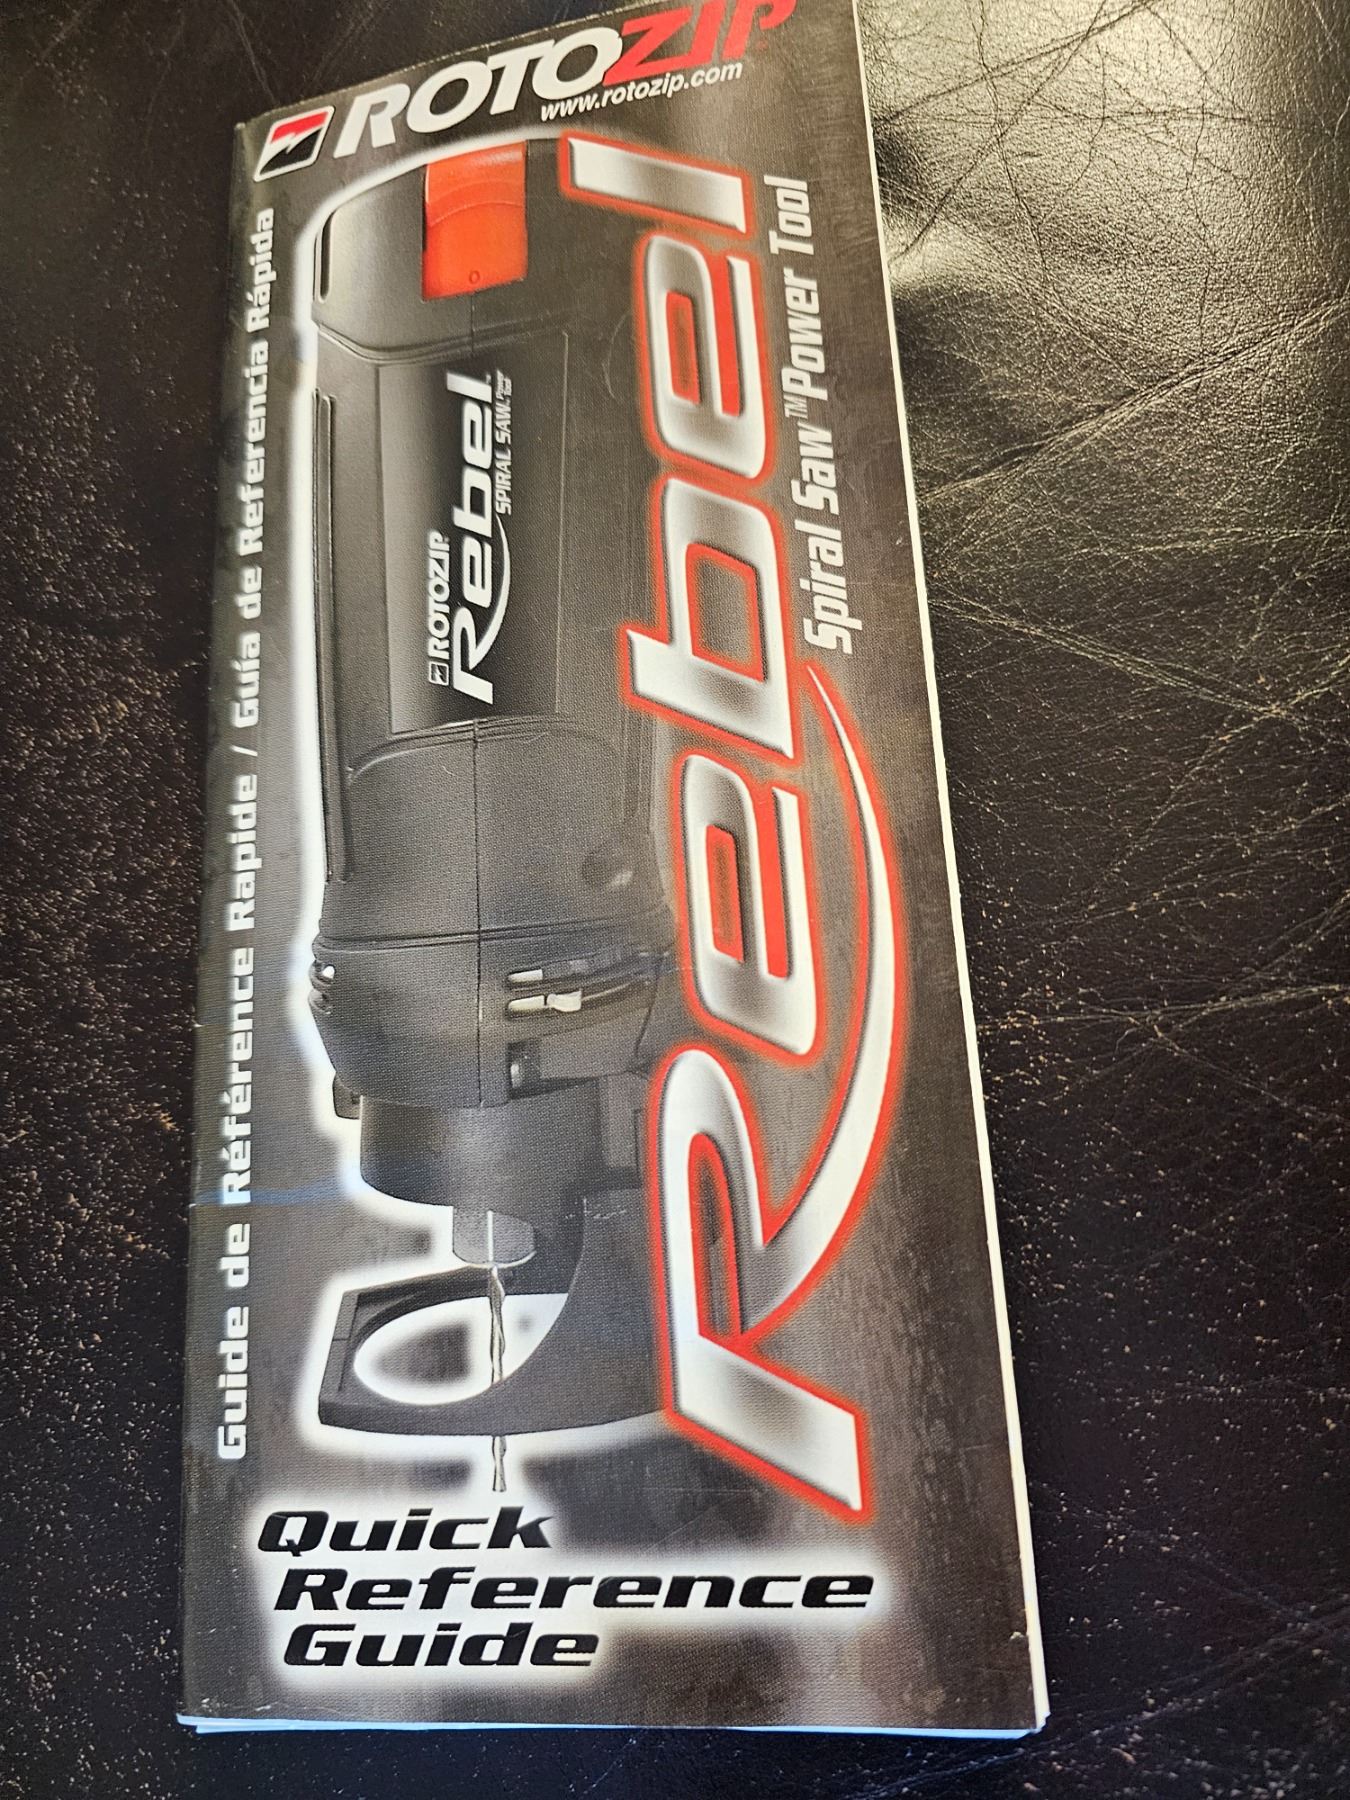 ROTOZIP
www.rotozip.com
Guide de Référence Rapide / Guía de Referencia Rápida
ROTOZIP
Rebel
SPIRAL SAW
Rebel
Spiral Saw™ Power Tool
Quick
Reference
Guide